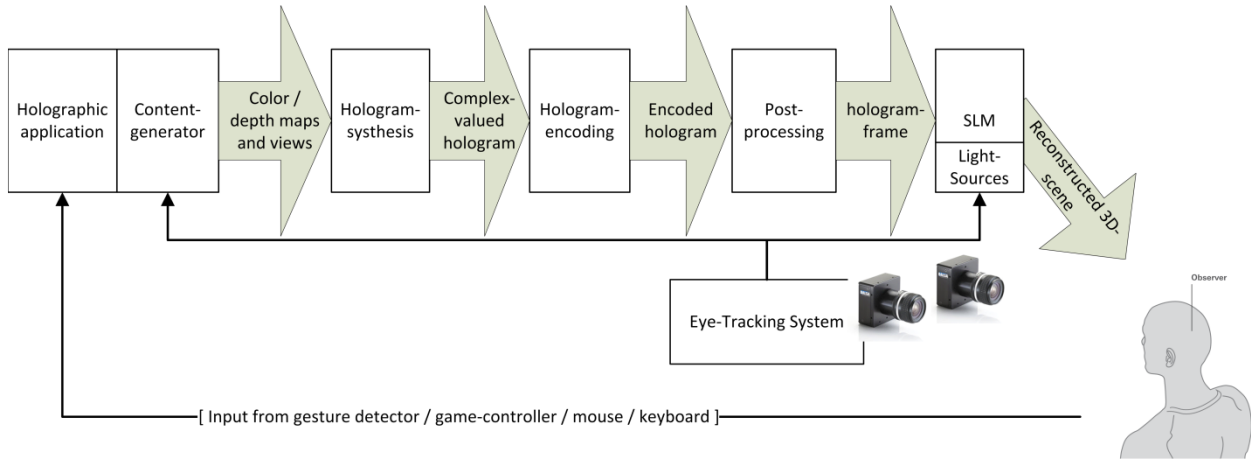 Holographic
application
Content-
generator
Color /
depth maps
and views
Hologram-
systhesis
Complex-
valued
hologram
Hologram-
encoding
Encoded
hologram
Post-
processing
hologram-
frame
SLM
Light-
Sources
Reconstructed 3D-
scene
Observer
Eye-Tracking System
[ Input from gesture detector / game-controller / mouse / keyboard ]